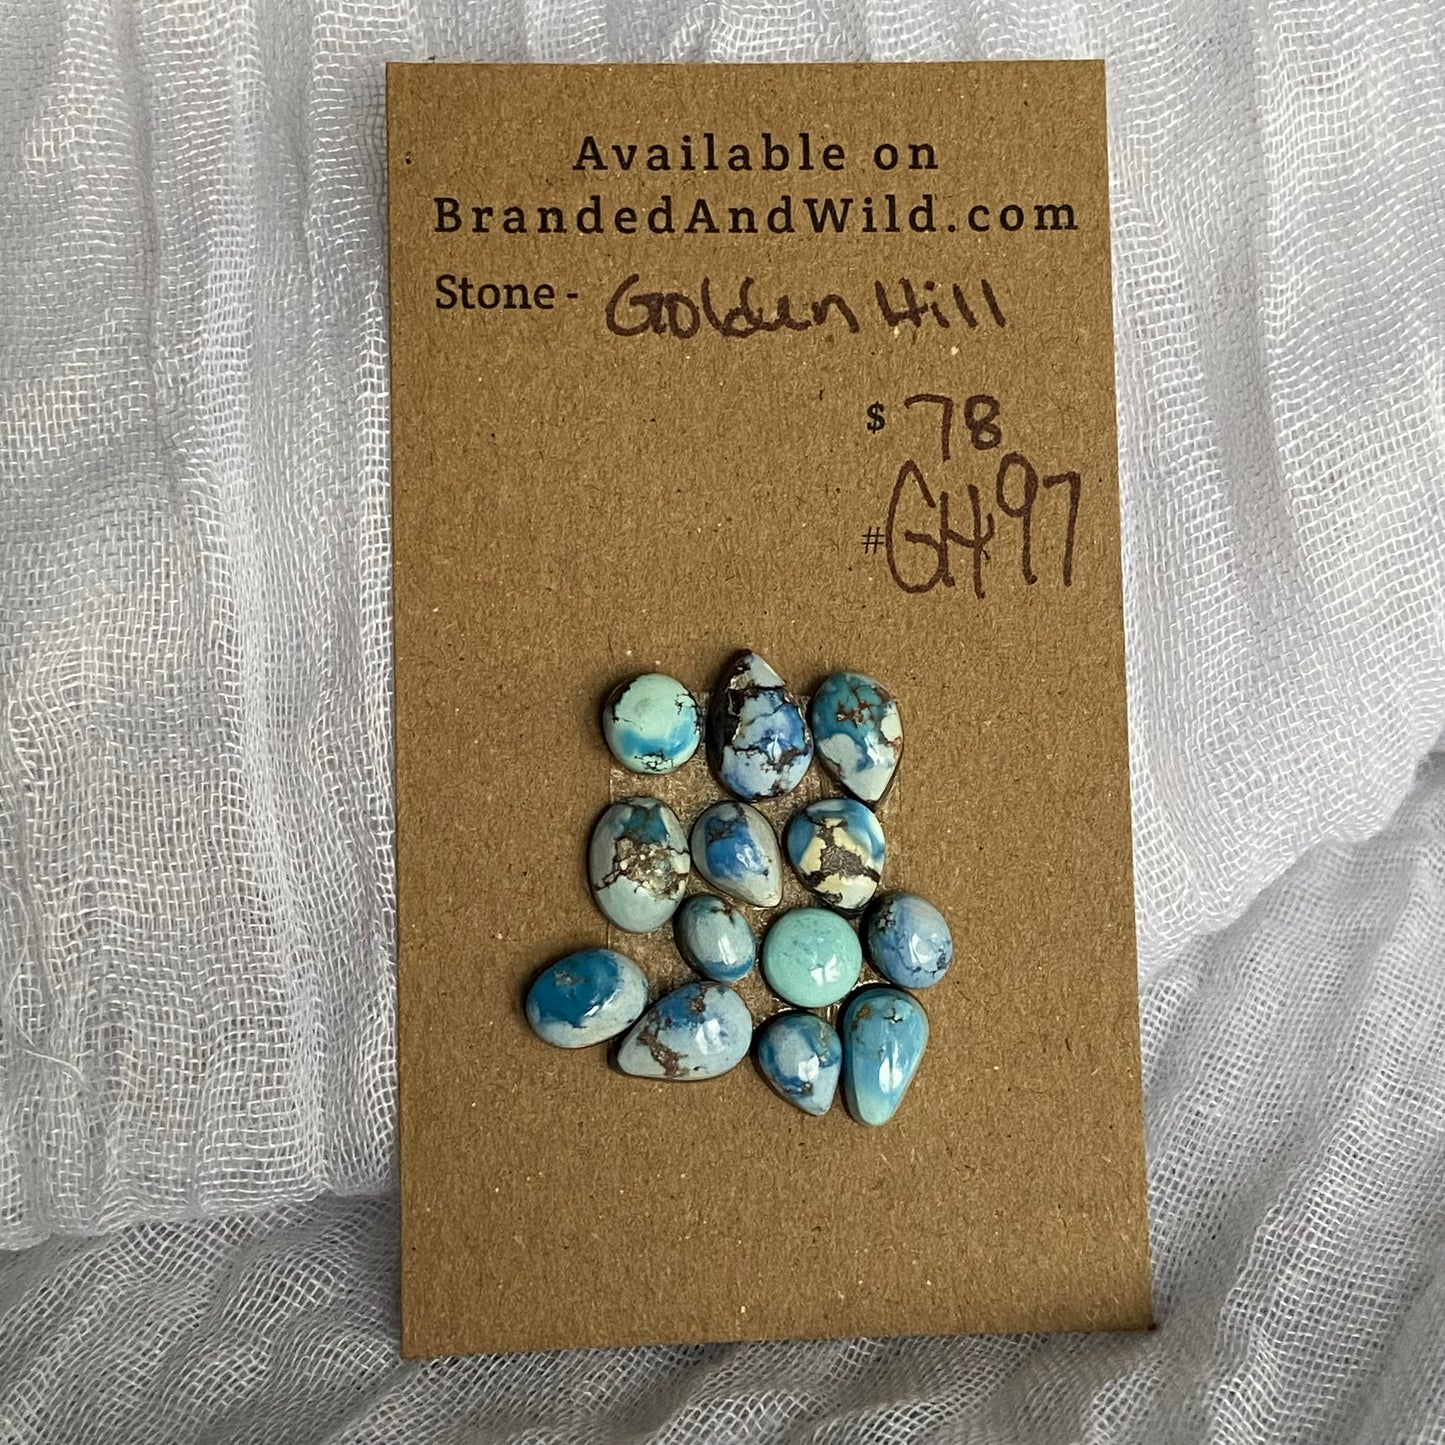 Available on
BrandedAndWild.com
Stone - Golden Hill
$ 78
# GH97